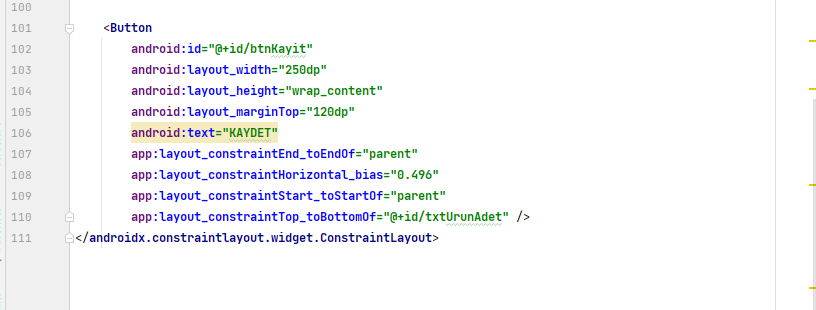 100
101 <Button
102 android:id="@+id/btnKayit"
103 android:layout_width="250dp"
104 android:layout_height="wrap_content"
105 android:layout_marginTop="120dp"
106 android:text="KAYDET"
107 app:layout_constraintEnd_toEndOf="parent"
108 app:layout_constraintHorizontal_bias="0.496"
109 app:layout_constraintStart_toStartOf="parent"
110 app:layout_constraintTop_toBottomOf="@+id/txtUrunAdet" />
111 </androidx.constraintlayout.widget.ConstraintLayout>